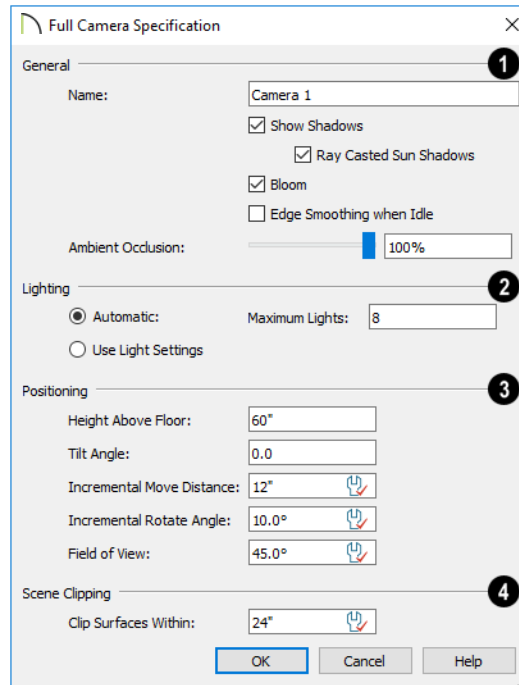 Full Camera Specification
General
1
Name: Camera 1
Show Shadows
Ray Casted Sun Shadows
Bloom
Edge Smoothing when Idle
Ambient Occlusion: 100%
Lighting
2
Automatic: Maximum Lights: 8
Use Light Settings
Positioning
3
Height Above Floor: 60"
Tilt Angle: 0.0
Incremental Move Distance: 12"
Incremental Rotate Angle: 10.0°
Field of View: 45.0°
Scene Clipping
4
Clip Surfaces Within: 24"
OK Cancel Help